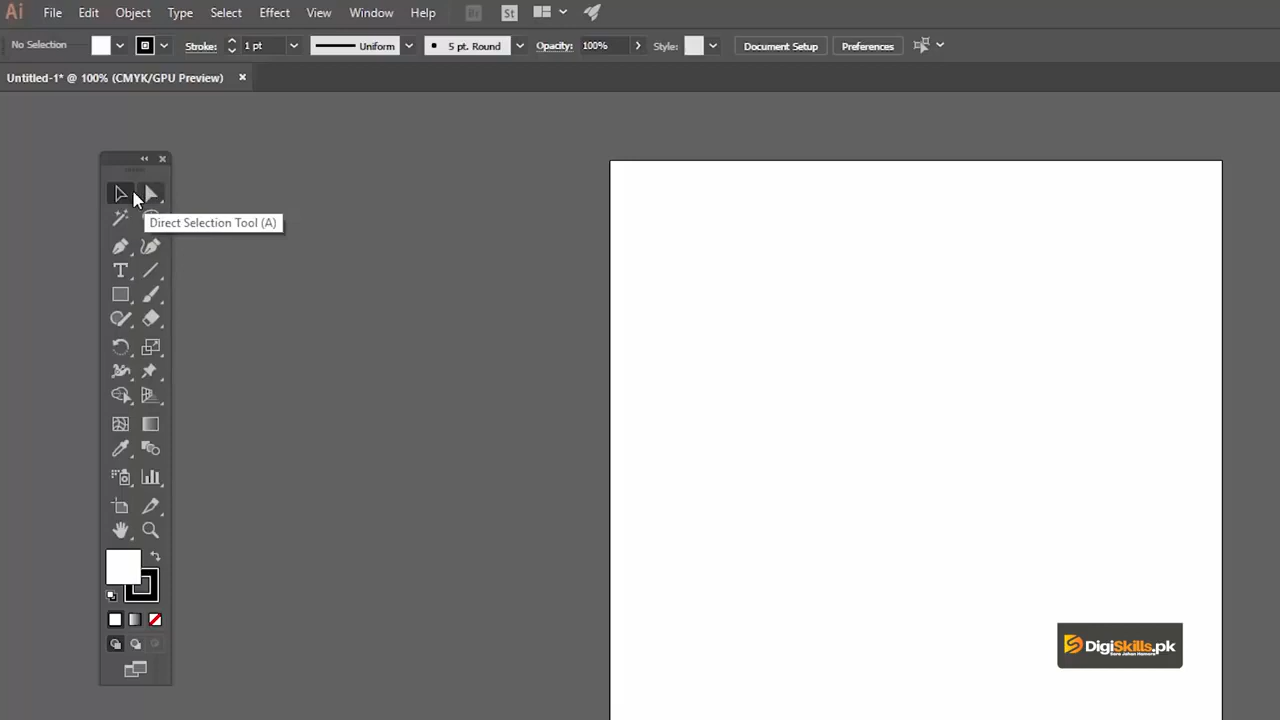 Ai File Edit Object Type Select Effect View Window Help Br St
No Selection Stroke: 1 pt Uniform 5 pt. Round Opacity: 100% Style: Document Setup Preferences
Untitled-1* @ 100% (CMYK/GPU Preview) ×
Direct Selection Tool (A)
T
DigiSkills.pk